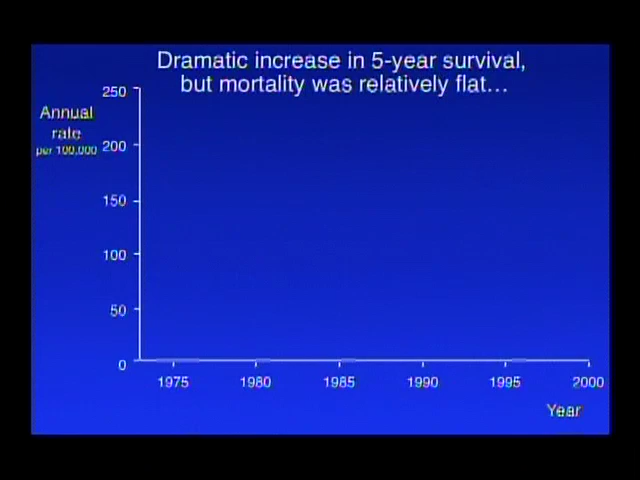 Dramatic increase in 5-year survival,
but mortality was relatively flat…
Annual
rate
per 100,000
250
200
150
100
50
0
1975 1980 1985 1990 1995 2000
Year